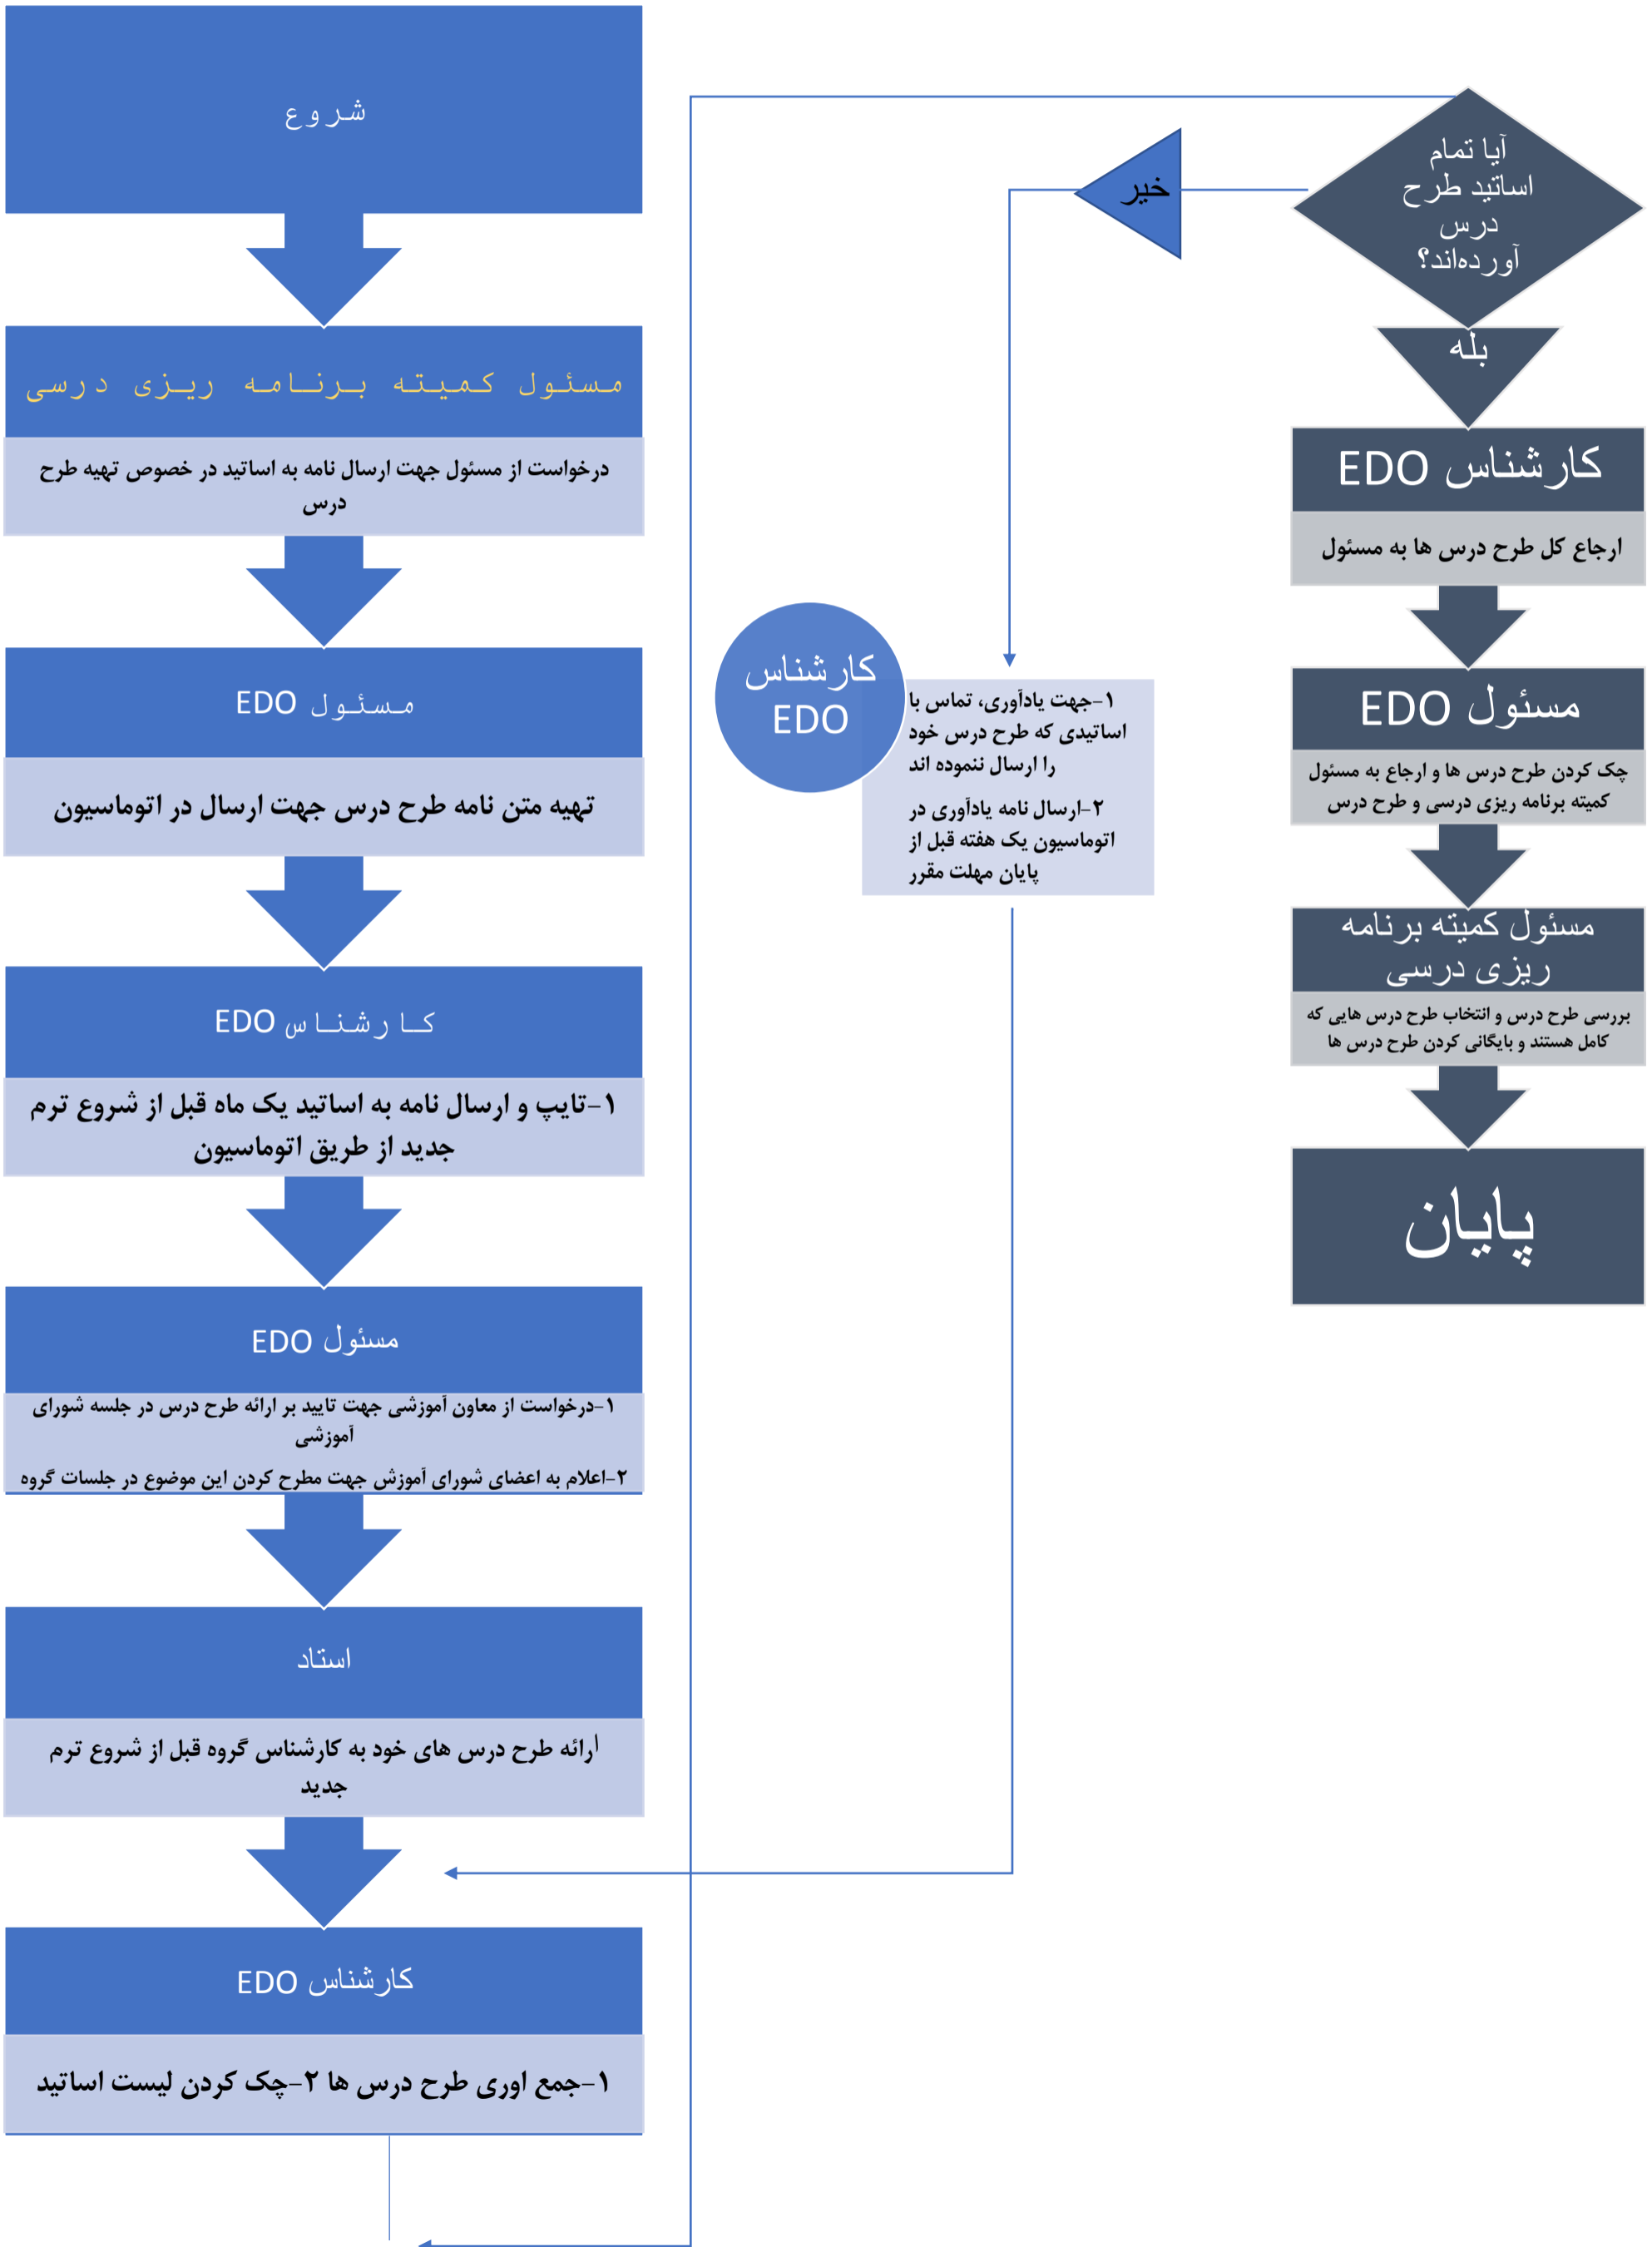 شروع
مسئول کمیته برنامه ریزی درسی
درخواست از مسئول جهت ارسال نامه به اساتید در خصوص تهیه طرح
درس
مسئول EDO
تهیه متن نامه طرح درس جهت ارسال در اتوماسیون
کارشناس EDO
۱-تایپ و ارسال نامه به اساتید یک ماه قبل از شروع ترم
جدید از طریق اتوماسیون
مسئول EDO
۱-درخواست از معاون آموزشی جهت تایید بر ارائه طرح درس در جلسه شورای
آموزشی
۲-اعلام به اعضای شورای آموزش جهت مطرح کردن این موضوع در جلسات گروه
استاد
أرائه طرح درس های خود به کارشناس گروه قبل از شروع ترم
جدید
کارشناس EDO
۱-جمع اوری طرح درس ها ۲-چک کردن لیست اساتید
آیا تمام
اساتید طرح
درس
آورده‌اند؟
خیر
کارشناس
EDO
۱-جهت یادآوری، تماس با
اساتیدی که طرح درس خود
را ارسال ننموده اند
۲-ارسال نامه یادآوری در
اتوماسیون یک هفته قبل از
پایان مهلت مقرر
بله
کارشناس EDO
ارجاع کل طرح درس ها به مسئول
مسئول EDO
چک کردن طرح درس ها و ارجاع به مسئول
کمیته برنامه ریزی درسی و طرح درس
مسئول کمیته برنامه
ریزی درسی
بررسی طرح درس و انتخاب طرح درس هایی که
کامل هستند و بایگانی کردن طرح درس ها
پایان